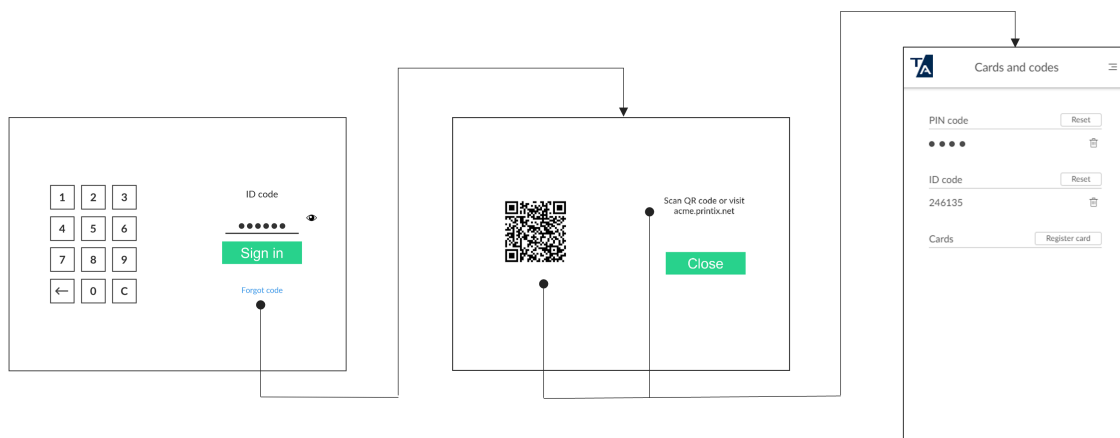 1 2 3
4 5 6
7 8 9
0 C
ID code
Sign in
Forgot code
Scan QR code or visit
acme.printix.net
Close
TA
Cards and codes
PIN code
Reset
ID code
Reset
246135
Cards
Register card